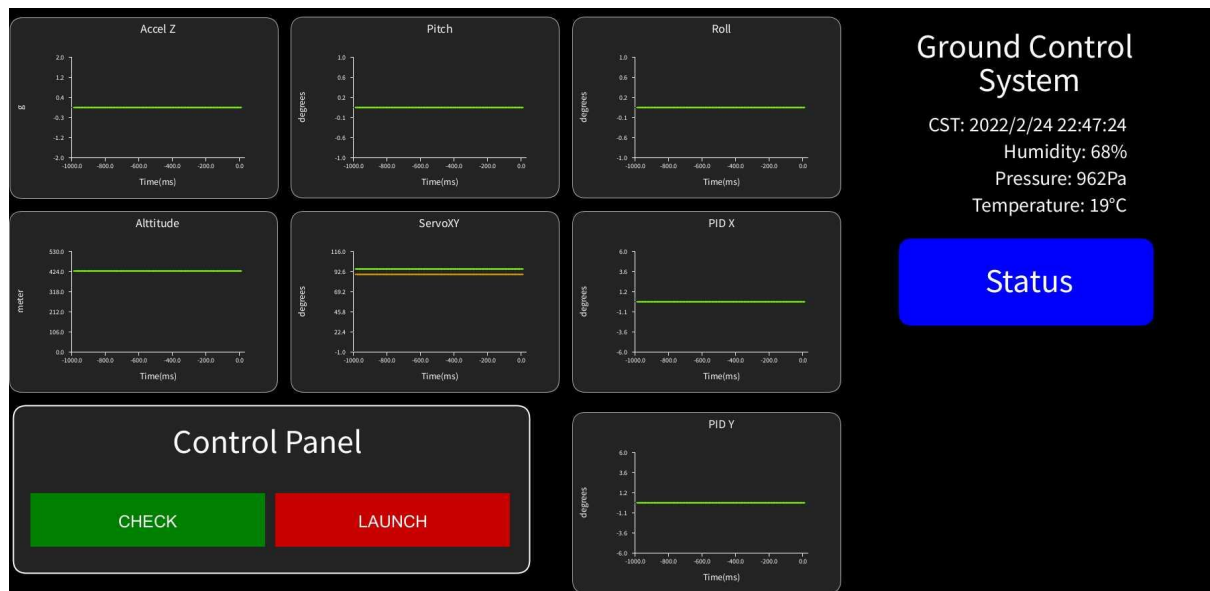 Accel Z
2.0
1.2
0.4
-0.3
-1.2
-2.0
g
-1000.0 -800.0 -600.0 -400.0 -200.0 0.0
Time(ms)
Pitch
1.0
0.6
0.2
-0.1
-0.6
-1.0
degrees
-1000.0 -800.0 -600.0 -400.0 -200.0 0.0
Time(ms)
Roll
1.0
0.6
0.2
-0.1
-0.6
-1.0
degrees
-1000.0 -800.0 -600.0 -400.0 -200.0 0.0
Time(ms)
Ground Control
System
CST: 2022/2/24 22:47:24
Humidity: 68%
Pressure: 962Pa
Temperature: 19°C
Status
Alttitude
530.0
424.0
318.0
212.0
106.0
0.0
meter
-1000.0 -800.0 -600.0 -400.0 -200.0 0.0
Time(ms)
ServoXY
116.0
92.6
69.2
45.8
22.4
-1.0
degrees
-1000.0 -800.0 -600.0 -400.0 -200.0 0.0
Time(ms)
PID X
6.0
3.6
1.2
-1.1
-3.6
-6.0
degrees
-1000.0 -800.0 -600.0 -400.0 -200.0 0.0
Time(ms)
Control Panel
CHECK
LAUNCH
PID Y
6.0
3.6
1.2
-1.1
-3.6
-6.0
degrees
-1000.0 -800.0 -600.0 -400.0 -200.0 0.0
Time(ms)